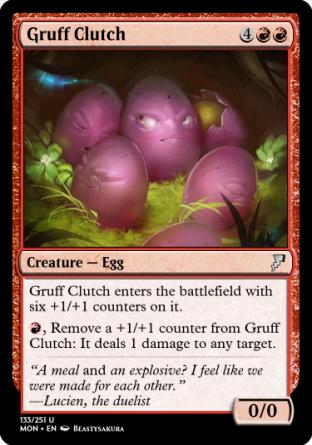 Gruff Clutch 4
Creature — Egg
Gruff Clutch enters the battlefield with
six +1/+1 counters on it.
, Remove a +1/+1 counter from Gruff
Clutch: It deals 1 damage to any target.
“A meal and an explosive? I feel like we
were made for each other.”
—Lucien, the duelist
0/0
133/251 U
MON • EN BEASTYSAKURA